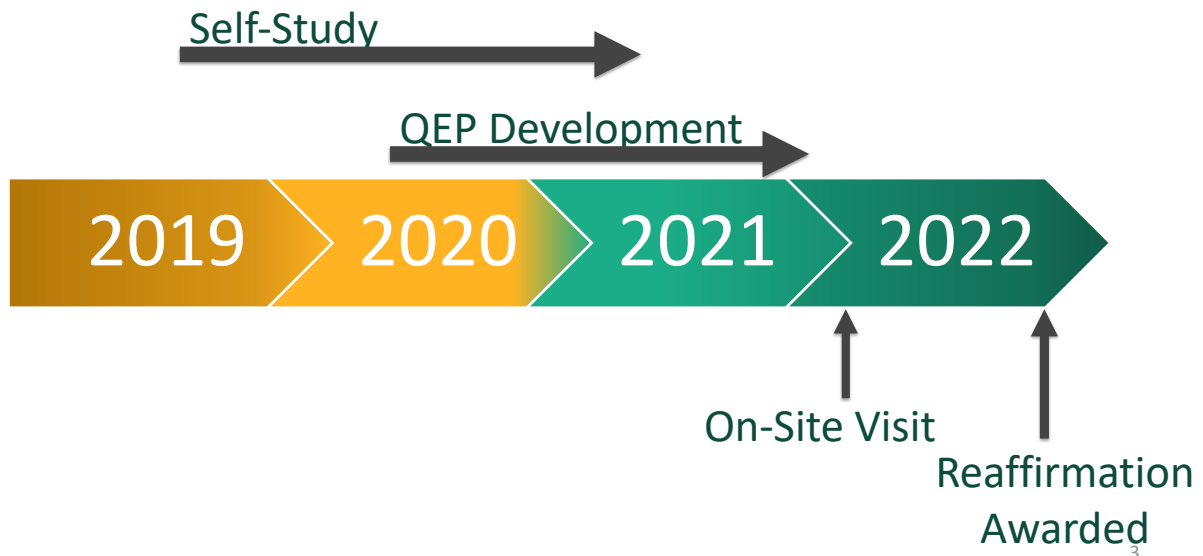 Self-Study
QEP Development
2019 2020 2021 2022
On-Site Visit
Reaffirmation
Awarded
3